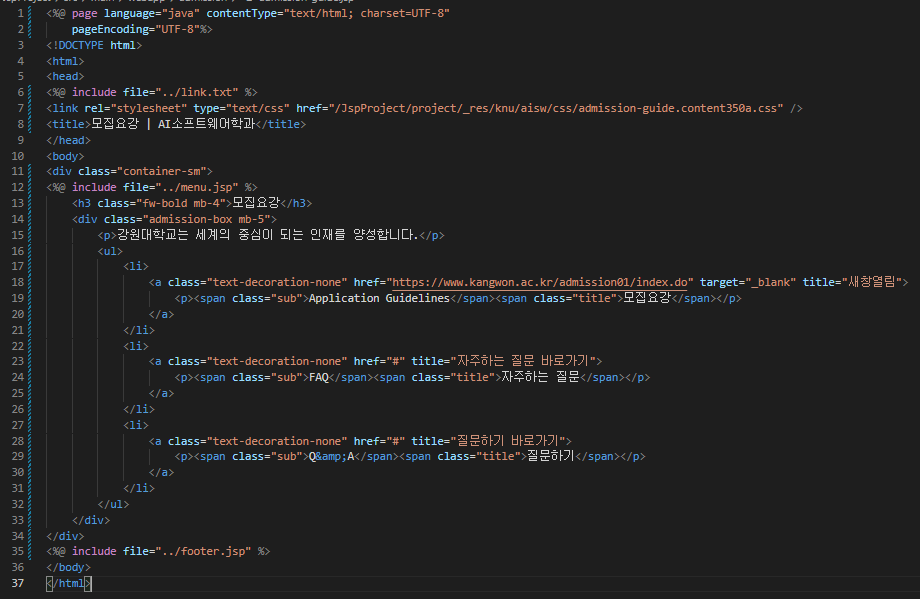 1 <%@ page language="java" contentType="text/html; charset=UTF-8"
2     pageEncoding="UTF-8"%>
3 <!DOCTYPE html>
4 <html>
5 <head>
6 <%@ include file="../link.txt" %>
7 <link rel="stylesheet" type="text/css" href="/JspProject/project/_res/knu/aisw/css/admission-guide.content350a.css" />
8 <title>모집요강 | AI소프트웨어학과</title>
9 </head>
10 <body>
11 <div class="container-sm">
12 <%@ include file="../menu.jsp" %>
13     <h3 class="fw-bold mb-4">모집요강</h3>
14     <div class="admission-box mb-5">
15         <p>강원대학교는 세계의 중심이 되는 인재를 양성합니다.</p>
16         <ul>
17             <li>
18                 <a class="text-decoration-none" href="https://www.kangwon.ac.kr/admission01/index.do" target="_blank" title="새창열림">
19                     <p><span class="sub">Application Guidelines</span><span class="title">모집요강</span></p>
20                 </a>
21             </li>
22             <li>
23                 <a class="text-decoration-none" href="#" title="자주하는 질문 바로가기">
24                     <p><span class="sub">FAQ</span><span class="title">자주하는 질문</span></p>
25                 </a>
26             </li>
27             <li>
28                 <a class="text-decoration-none" href="#" title="질문하기 바로가기">
29                     <p><span class="sub">Q&amp;A</span><span class="title">질문하기</span></p>
30                 </a>
31             </li>
32         </ul>
33     </div>
34 </div>
35 <%@ include file="../footer.jsp" %>
36 </body>
37 </html>